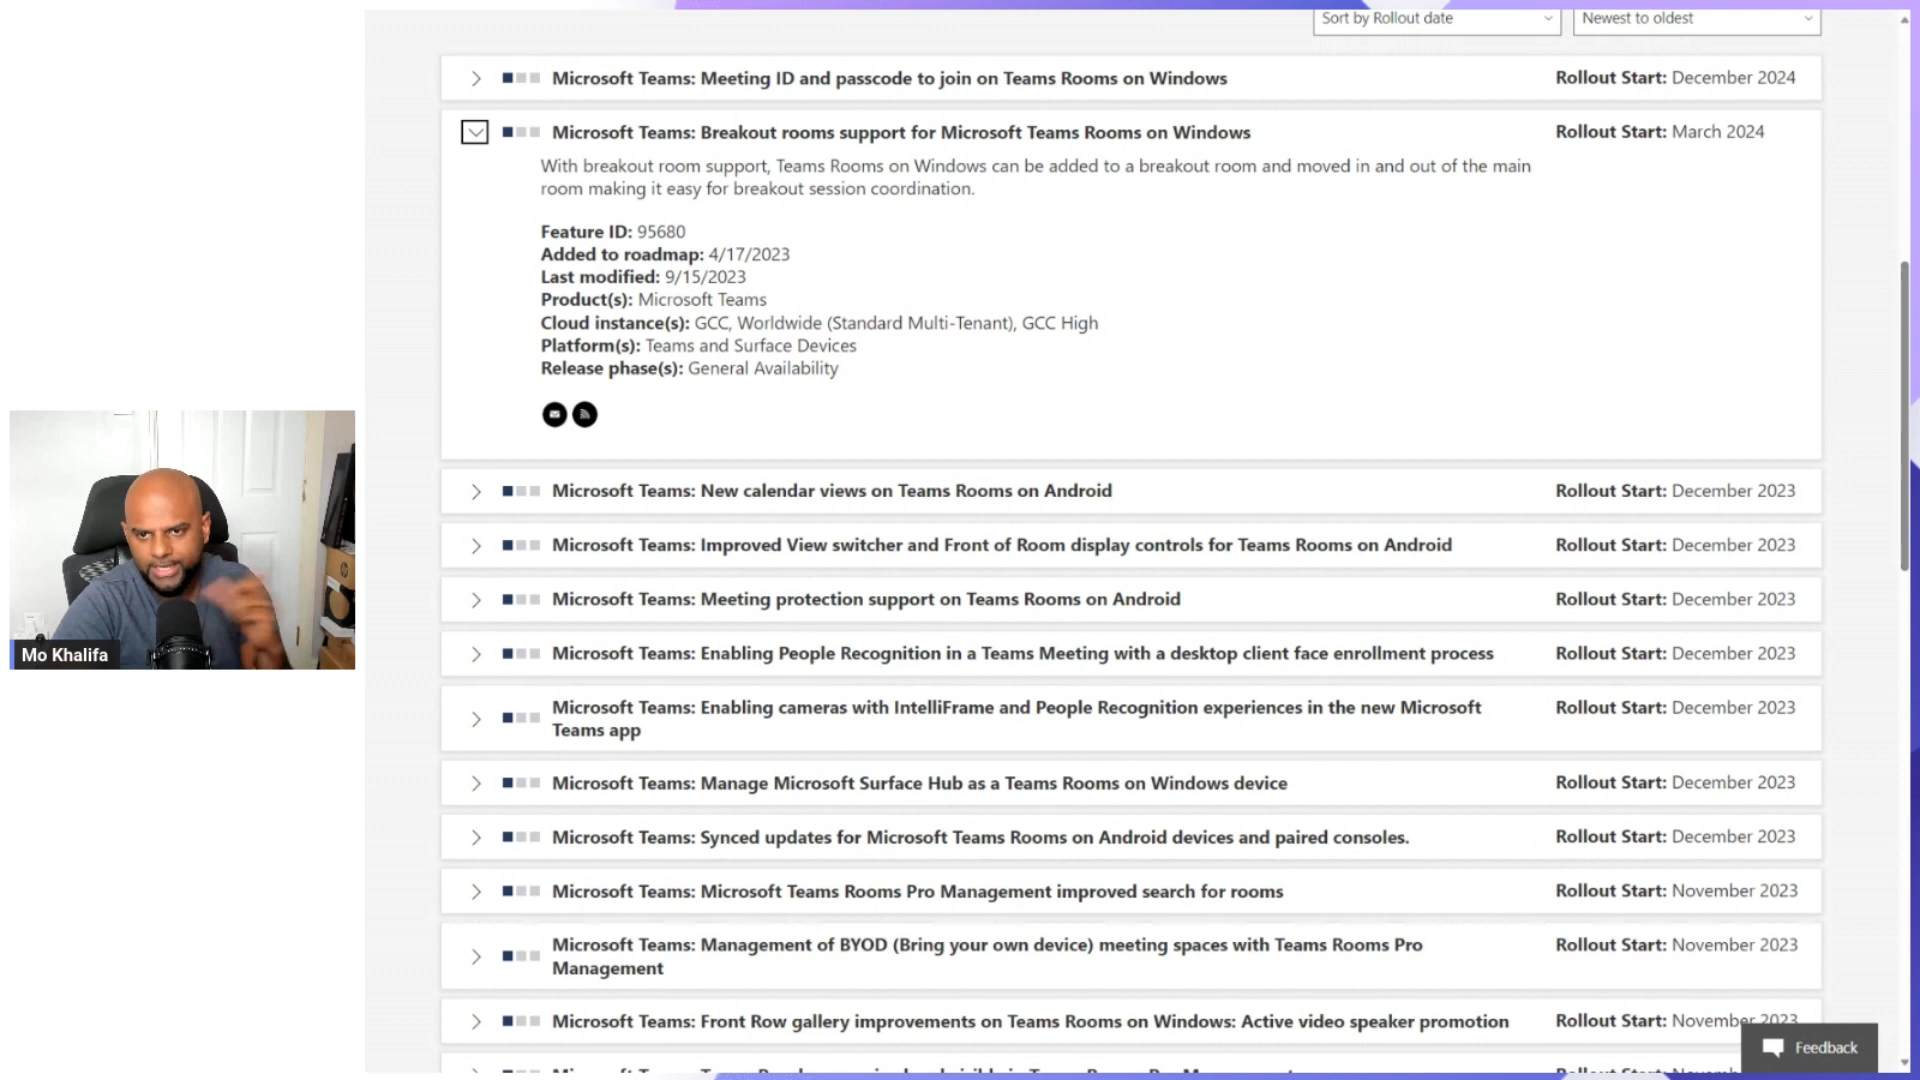 Sort by Rollout date
Newest to oldest
Microsoft Teams: Meeting ID and passcode to join on Teams Rooms on Windows
Rollout Start: December 2024
Microsoft Teams: Breakout rooms support for Microsoft Teams Rooms on Windows
Rollout Start: March 2024
With breakout room support, Teams Rooms on Windows can be added to a breakout room and moved in and out of the main
room making it easy for breakout session coordination.
Feature ID: 95680
Added to roadmap: 4/17/2023
Last modified: 9/15/2023
Product(s): Microsoft Teams
Cloud instance(s): GCC, Worldwide (Standard Multi-Tenant), GCC High
Platform(s): Teams and Surface Devices
Release phase(s): General Availability
Microsoft Teams: New calendar views on Teams Rooms on Android
Rollout Start: December 2023
Microsoft Teams: Improved View switcher and Front of Room display controls for Teams Rooms on Android
Rollout Start: December 2023
Microsoft Teams: Meeting protection support on Teams Rooms on Android
Rollout Start: December 2023
Microsoft Teams: Enabling People Recognition in a Teams Meeting with a desktop client face enrollment process
Rollout Start: December 2023
Microsoft Teams: Enabling cameras with IntelliFrame and People Recognition experiences in the new Microsoft
Teams app
Rollout Start: December 2023
Microsoft Teams: Manage Microsoft Surface Hub as a Teams Rooms on Windows device
Rollout Start: December 2023
Microsoft Teams: Synced updates for Microsoft Teams Rooms on Android devices and paired consoles.
Rollout Start: December 2023
Microsoft Teams: Microsoft Teams Rooms Pro Management improved search for rooms
Rollout Start: November 2023
Microsoft Teams: Management of BYOD (Bring your own device) meeting spaces with Teams Rooms Pro
Management
Rollout Start: November 2023
Microsoft Teams: Front Row gallery improvements on Teams Rooms on Windows: Active video speaker promotion
Rollout Start: November 2023
Feedback
Mo Khalifa